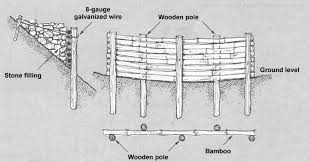 8-gauge
galvanized wire
Wooden pole
Stone filling
Ground level
Wooden pole
Bamboo